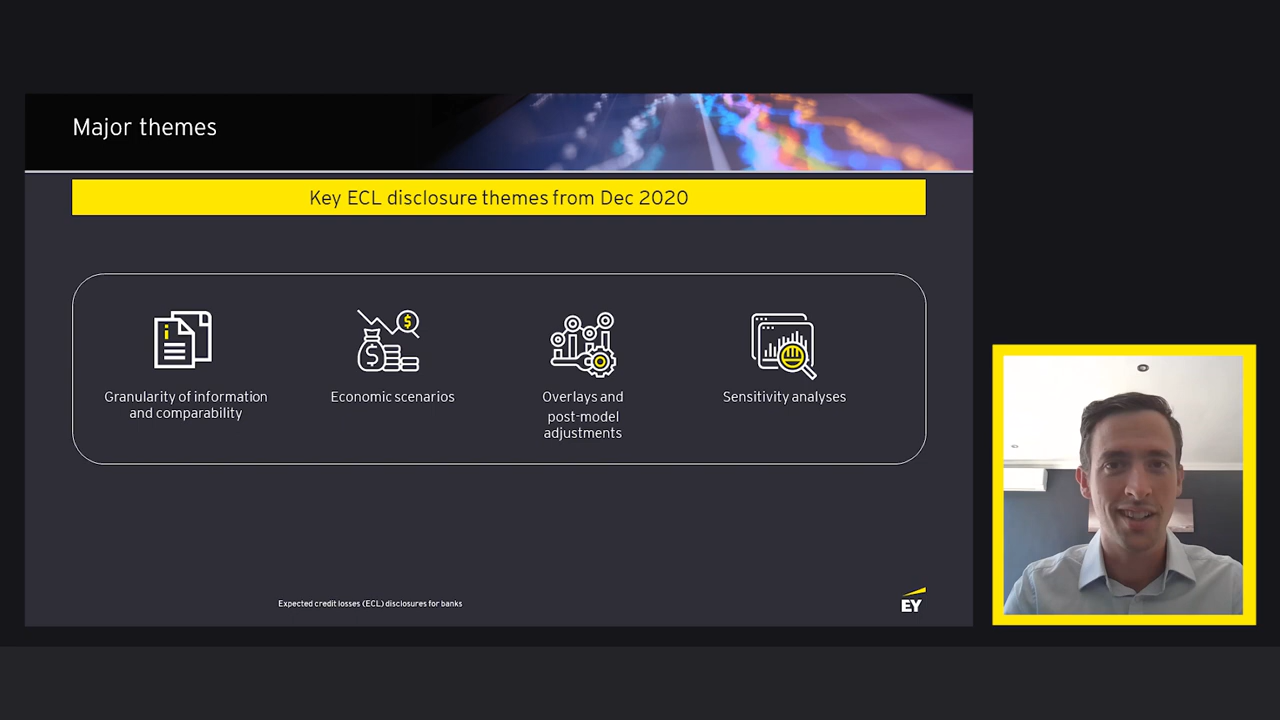 Major themes
Key ECL disclosure themes from Dec 2020
Granularity of information
and comparability
Economic scenarios
Overlays and
post-model
adjustments
Sensitivity analyses
Expected credit losses (ECL) disclosures for banks
EY